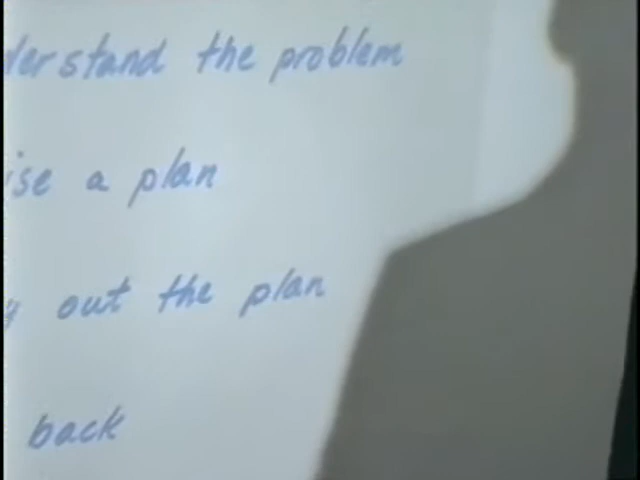 derstand the problem
ise a plan
y out the plan
back